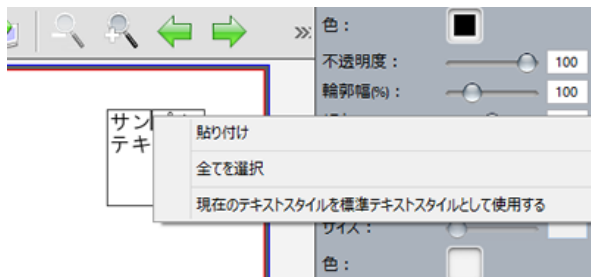 色：
不透明度：
100
輪郭幅(%)：
100
サン
テキ
貼り付け
全てを選択
現在のテキストスタイルを標準テキストスタイルとして使用する
サイズ：
色：